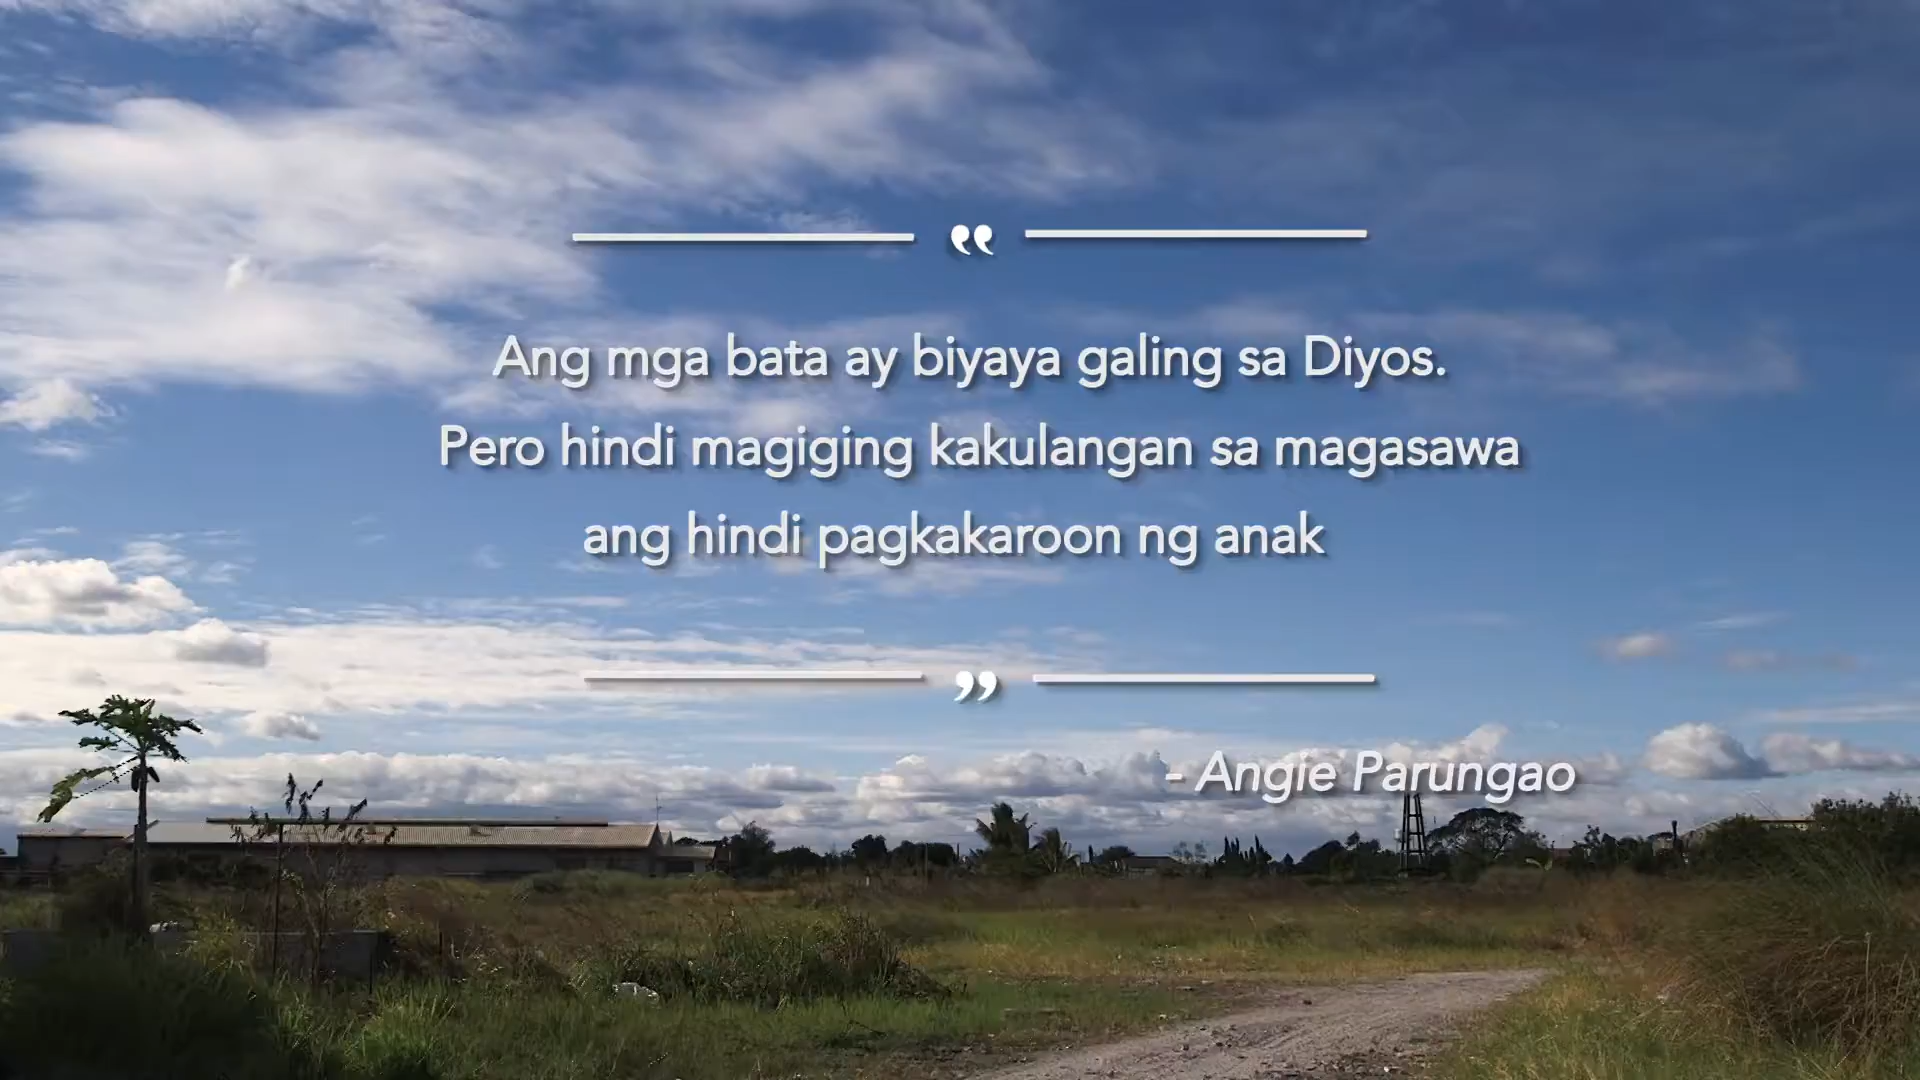 “
Ang mga bata ay biyaya galing sa Diyos.
Pero hindi magiging kakulangan sa magasawa
ang hindi pagkakaroon ng anak
”
- Angie Parungao